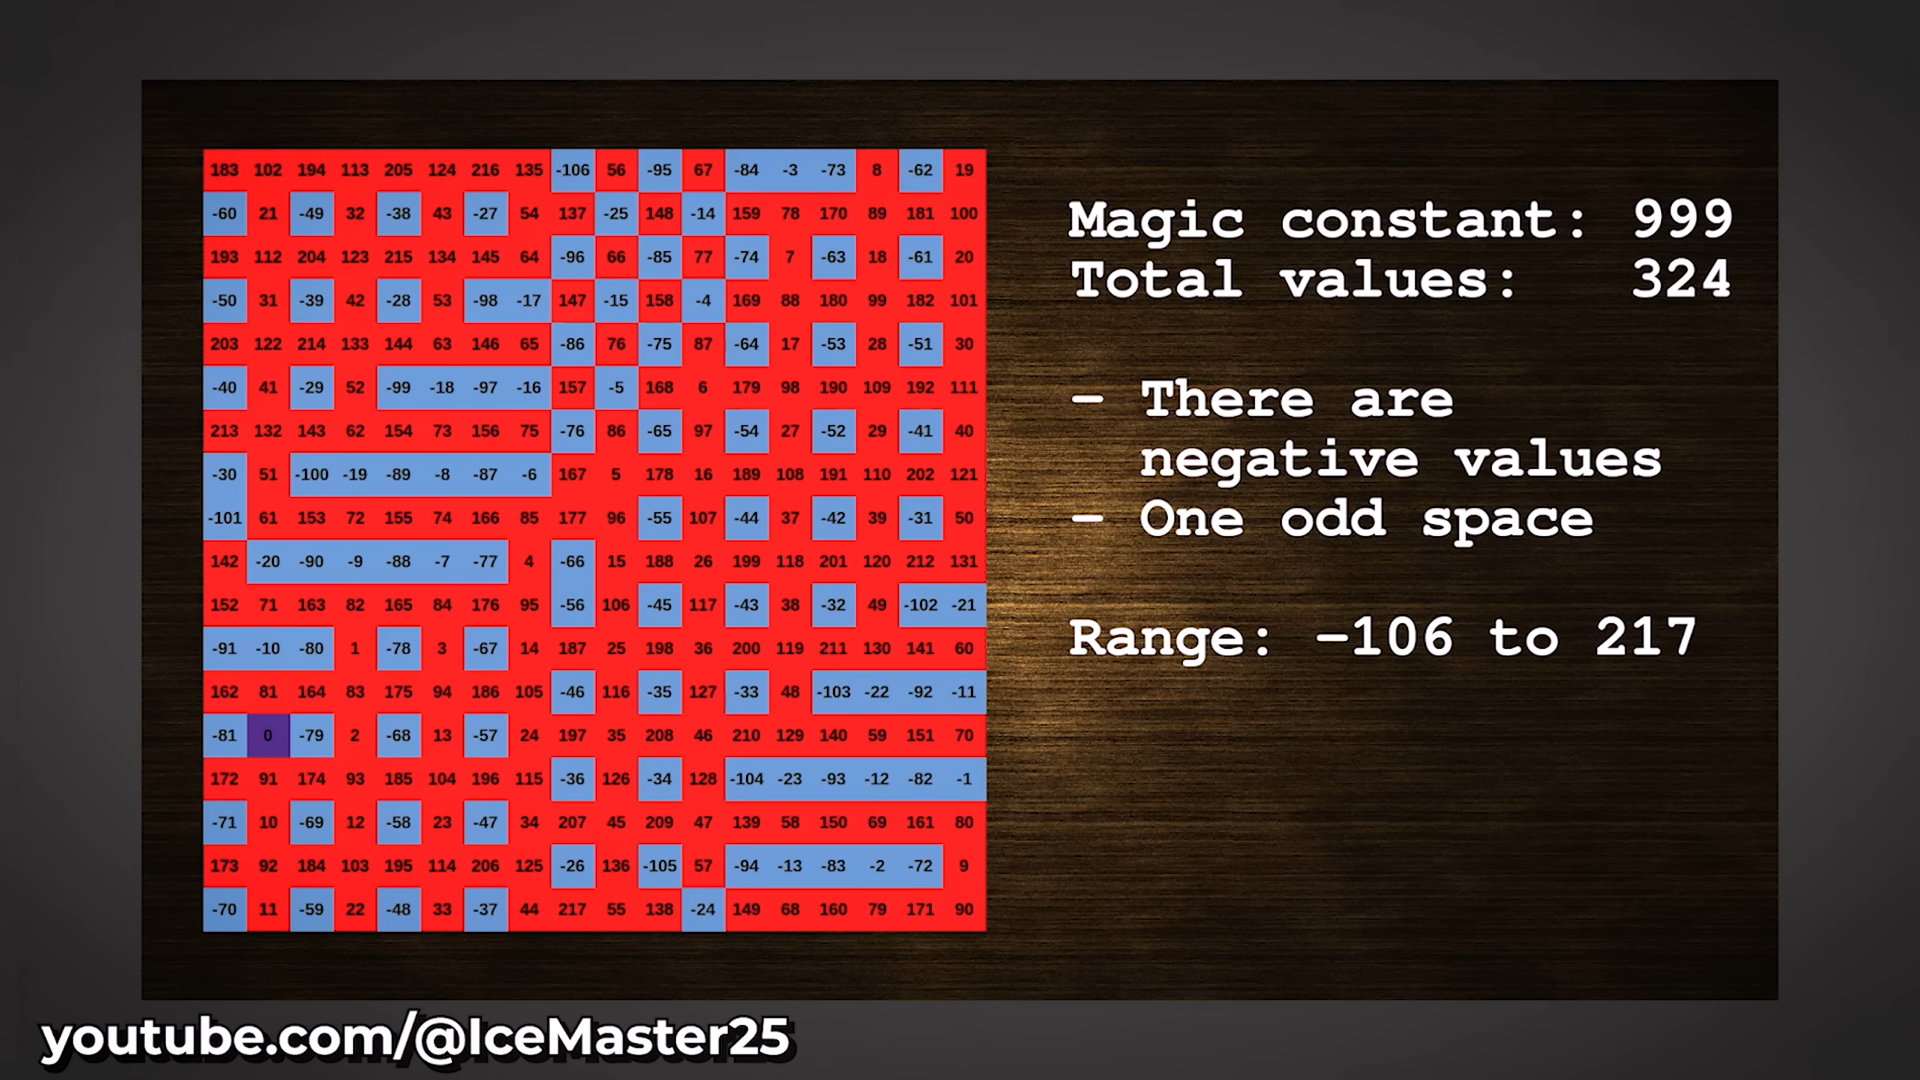 183 102 194 113 205 124 216 135 -106 56 -95 67 -84 -3 -73 8 -62 19
-60 21 -49 32 -38 43 -27 54 137 -25 148 -14 159 78 170 89 181 100
193 112 204 123 215 134 145 64 -96 66 -85 77 -74 7 -63 18 -61 20
-50 31 -39 42 -28 53 -98 -17 147 -15 158 -4 169 88 180 99 182 101
203 122 214 133 144 63 146 65 -86 76 -75 87 -64 17 -53 28 -51 30
-40 41 -29 52 -99 -18 -97 -16 157 -5 168 6 179 98 190 109 192 111
213 132 143 62 154 73 156 75 -76 86 -65 97 -54 27 -52 29 -41 40
-30 51 -100 -19 -89 -8 -87 -6 167 5 178 16 189 108 191 110 202 121
-101 61 153 72 155 74 166 85 177 96 -55 107 -44 37 -42 39 -31 50
142 -20 -90 -9 -88 -7 -77 4 -66 15 188 26 199 118 201 120 212 131
152 71 163 82 165 84 176 95 -56 106 -45 117 -43 38 -32 49 -102 -21
-91 -10 -80 1 -78 3 -67 14 187 25 198 36 200 119 211 130 141 60
162 81 164 83 175 94 186 105 -46 116 -35 127 -33 48 -103 -22 -92 -11
-81 0 -79 2 -68 13 -57 24 197 35 208 46 210 129 140 59 151 70
172 91 174 93 185 104 196 115 -36 126 -34 128 -104 -23 -93 -12 -82 -1
-71 10 -69 12 -58 23 -47 34 207 45 209 47 139 58 150 69 161 80
173 92 184 103 195 114 206 125 -26 136 -105 57 -94 -13 -83 -2 -72 9
-70 11 -59 22 -48 33 -37 44 217 55 138 -24 149 68 160 79 171 90
Magic constant: 999
Total values: 324
- There are
negative values
- One odd space
Range: -106 to 217
youtube.com/@IceMaster25